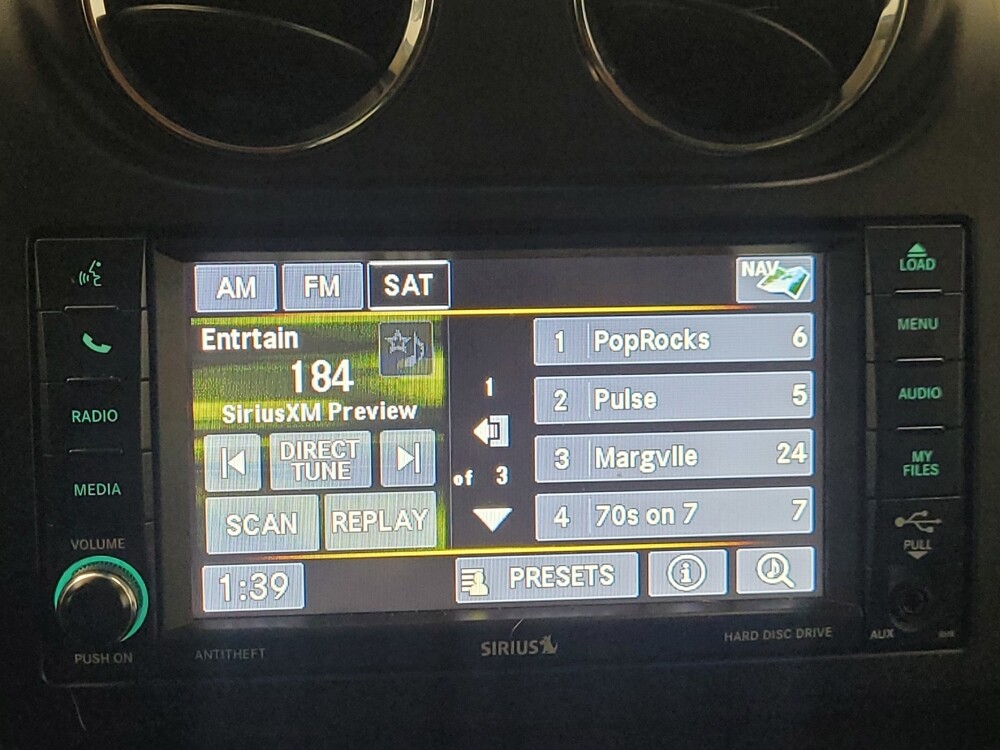 AM FM SAT NAV
Entrtain
184
SiriusXM Preview
DIRECT
TUNE
SCAN REPLAY
1:39
1
of 3
1 PopRocks 6
2 Pulse 5
3 Margvlle 24
4 70s on 7 7
PRESETS
RADIO
MEDIA
VOLUME
PUSH ON
LOAD
MENU
AUDIO
MY
FILES
PULL
AUX
ANTITHEFT
SIRIUS
HARD DISC DRIVE